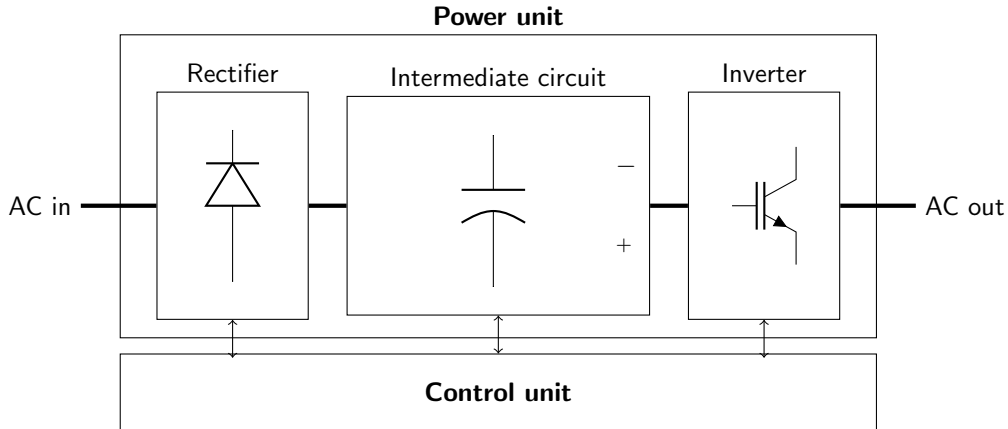 Power unit
Rectifier
Intermediate circuit
Inverter
−
AC in
AC out
+
Control unit